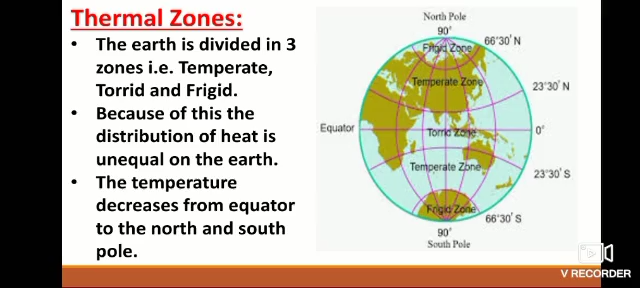 Thermal Zones:
• The earth is divided in 3
zones i.e. Temperate,
Torrid and Frigid.
• Because of this the
distribution of heat is
unequal on the earth.
• The temperature
decreases from equator
to the north and south
pole.
North Pole
90°
66°30' N
Frigid Zone
Temperate Zone
23°30' N
Equator
Torrid Zone
0°
Temperate Zone
23°30' S
Frigid Zone
66°30' S
90°
South Pole
V RECORDER